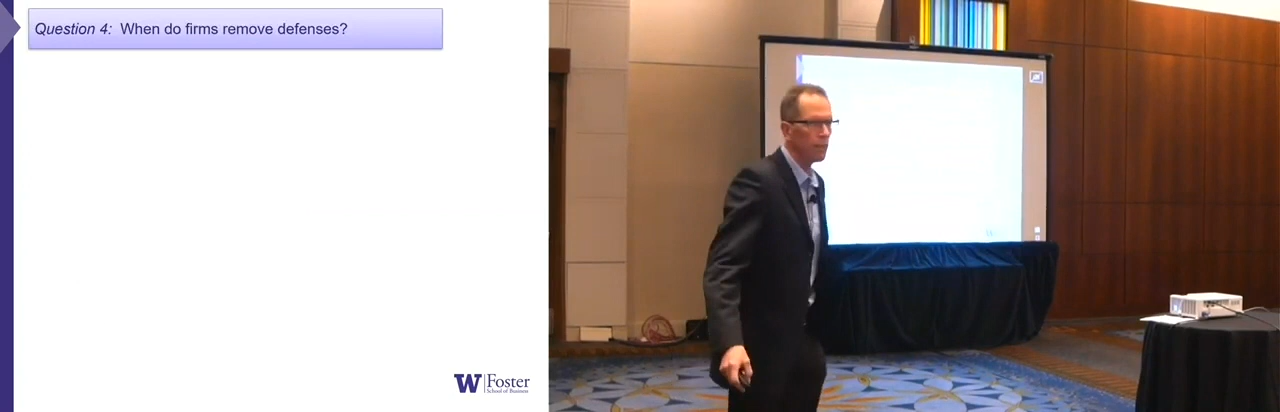 Question 4: When do firms remove defenses?
W Foster
School of Business